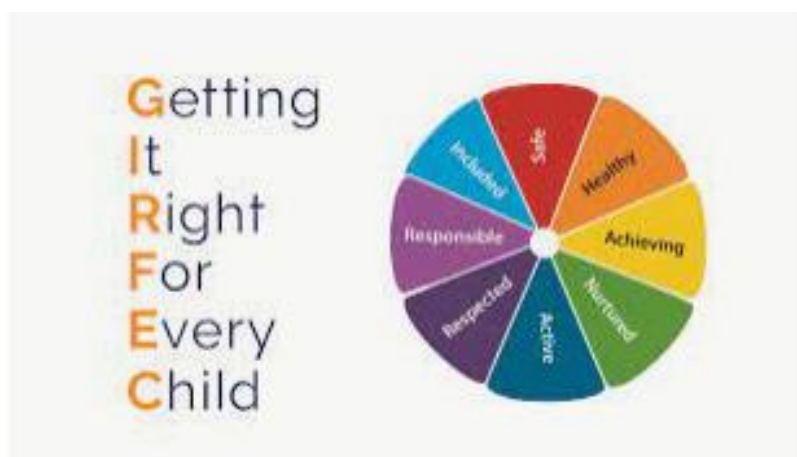 Getting
It
Right
For
Every
Child
Safe
Healthy
Achieving
Nurtured
Active
Respected
Responsible
Included